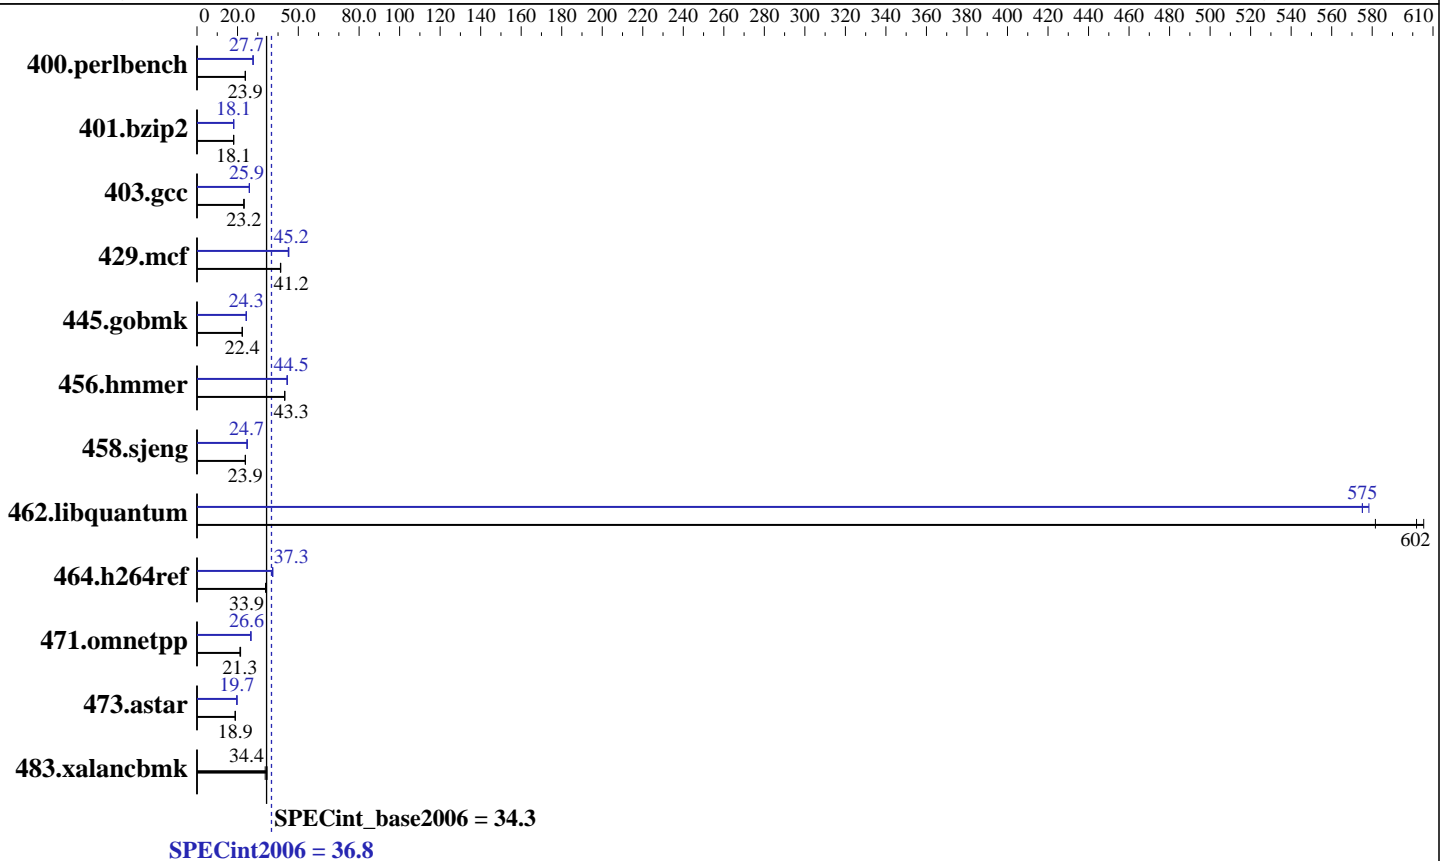 0 20.0 50.0 80.0 100 120 140 160 180 200 220 240 260 280 300 320 340 360 380 400 420 440 460 480 500 520 540 560 580 610
27.7
400.perlbench
23.9
18.1
401.bzip2
18.1
25.9
403.gcc
23.2
45.2
429.mcf
41.2
24.3
445.gobmk
22.4
44.5
456.hmmer
43.3
24.7
458.sjeng
23.9
575
462.libquantum
602
37.3
464.h264ref
33.9
26.6
471.omnetpp
21.3
19.7
473.astar
18.9
34.4
483.xalancbmk
SPECint_base2006 = 34.3
SPECint2006 = 36.8